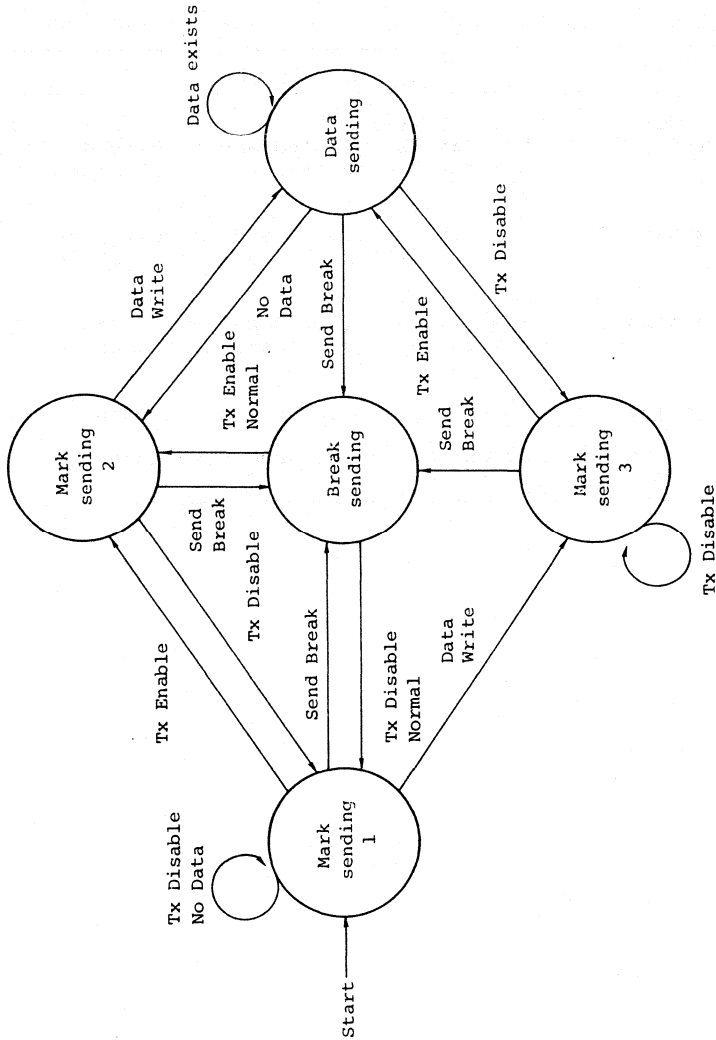 Start
Tx Disable
No Data
Mark
sending
1
Tx Enable
Tx Disable
Send Break
Tx Disable
Normal
Data
Write
Mark
sending
2
Send
Break
Tx Enable
Normal
Break
sending
Send
Break
Mark
sending
3
Tx Disable
Data
Write
No
Data
Send Break
Tx Enable
Tx Disable
Data
sending
Data exists